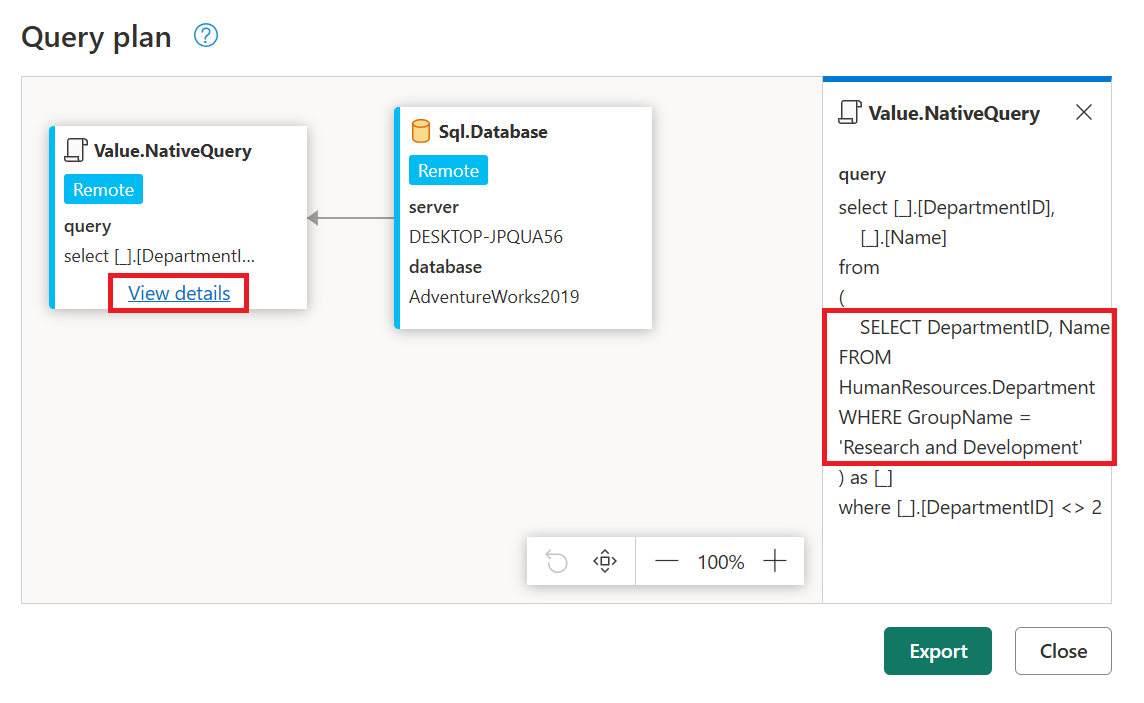 Query plan
?
Value.NativeQuery
Remote
query
select [_].[DepartmentI...
View details
Sql.Database
Remote
server
DESKTOP-JPQUA56
database
AdventureWorks2019
Value.NativeQuery
query
select [_].[DepartmentID],
[_].[Name]
from
(
SELECT DepartmentID, Name
FROM
HumanResources.Department
WHERE GroupName =
'Research and Development'
) as [_]
where [_].[DepartmentID] <> 2
100%
Export
Close